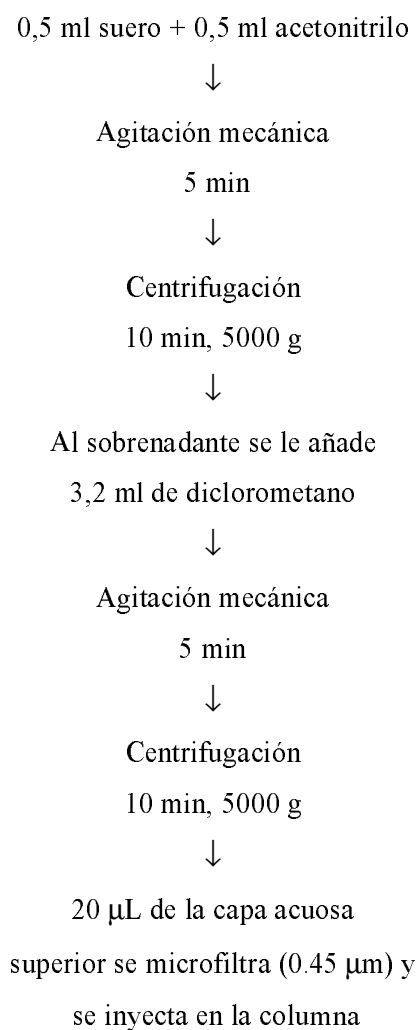 0,5 ml suero + 0,5 ml acetonitrilo
↓
Agitación mecánica
5 min
↓
Centrifugación
10 min, 5000 g
↓
Al sobrenadante se le añade
3,2 ml de diclorometano
↓
Agitación mecánica
5 min
↓
Centrifugación
10 min, 5000 g
↓
20 μL de la capa acuosa
superior se microfiltra (0.45 μm) y
se inyecta en la columna